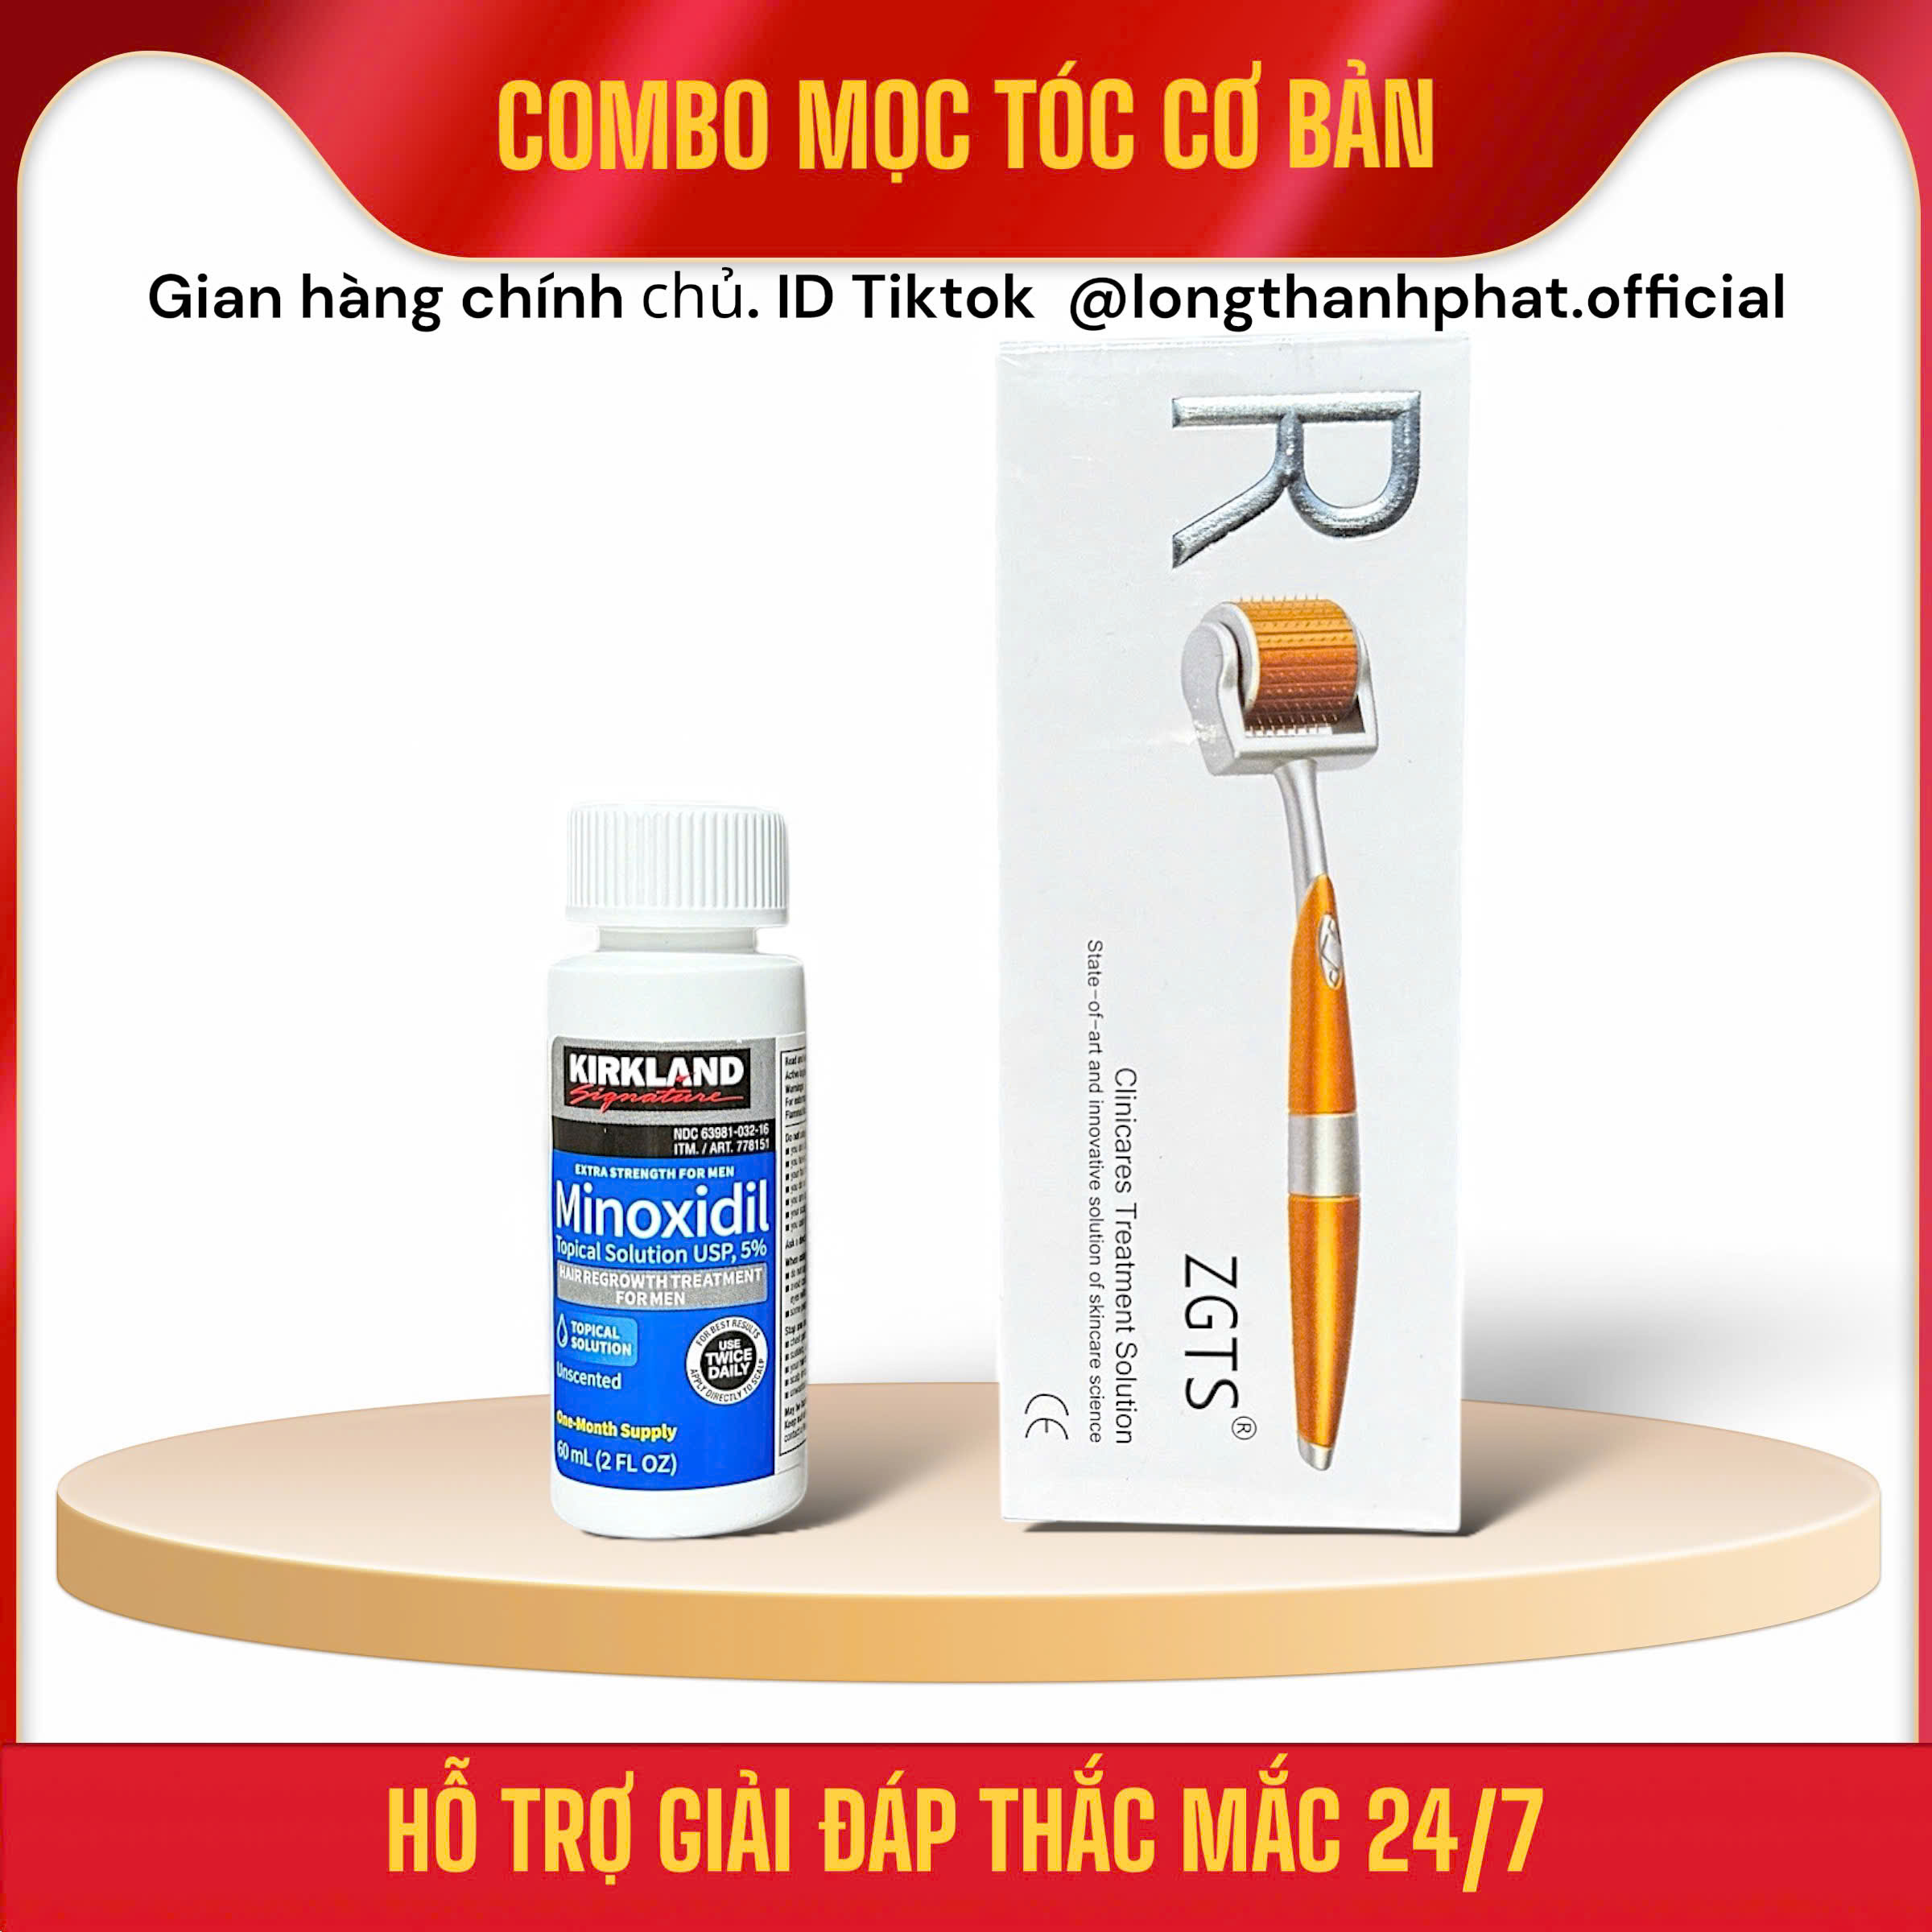 COMBO MỌC TÓC CƠ BẢN
Gian hàng chính chủ. ID Tiktok @longthanhphat.official
R
KIRKLAND
Signature
NDC 63981-032-16
ITM. / ART. 778151
EXTRA STRENGTH FOR MEN
Minoxidil
Topical Solution USP, 5%
HAIR REGROWTH TREATMENT
FOR MEN
TOPICAL
SOLUTION
Unscented
FOR BEST RESULTS
USE
TWICE
DAILY
APPLY DIRECTLY TO SCALP
One-Month Supply
60 mL (2 FL OZ)
ZGTS®
Clinicares Treatment Solution
State-of-art and innovative solution of skincare science
CE
HỖ TRỢ GIẢI ĐÁP THẮC MẮC 24/7